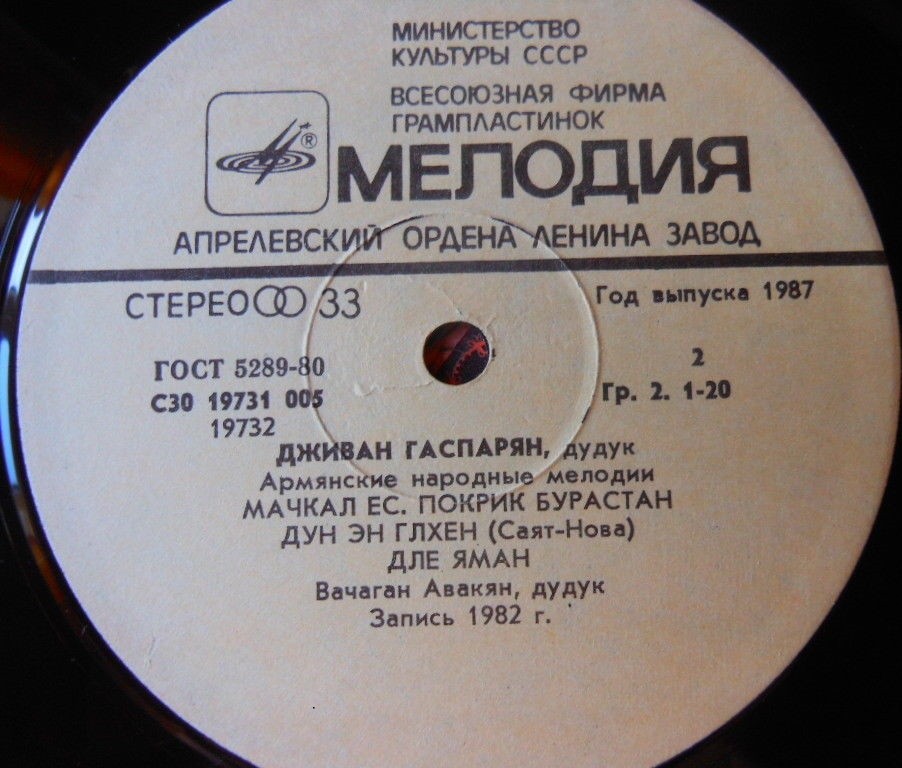 МИНИСТЕРСТВО
КУЛЬТУРЫ СССР
ВСЕСОЮЗНАЯ ФИРМА
ГРАМПЛАСТИНОК
® МЕЛОДИЯ
АПРЕЛЕВСКИЙ ОРДЕНА ЛЕНИНА ЗАВОД
СТЕРЕО 33
Год выпуска 1987
ГОСТ 5289-80
2
С30 19731 005
Гр. 2. 1-20
19732
ДЖИВАН ГАСПАРЯН, дудук
Армянские народные мелодии
МАЧКАЛ ЕС. ПОКРИК БУРАСТАН
ДУН ЭН ГЛХЕН (Саят-Нова)
ДЛЕ ЯМАН
Вачаган Авакян, дудук
Запись 1982 г.